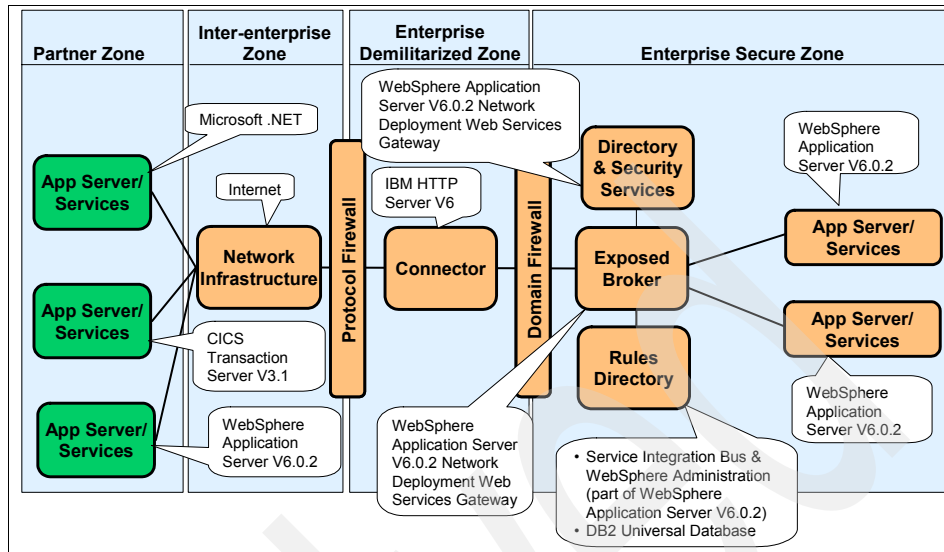 Partner Zone
Inter-enterprise
Zone
Enterprise
Demilitarized Zone
Enterprise Secure Zone
Microsoft .NET
App Server/
Services
Internet
Network
Infrastructure
App Server/
Services
CICS
Transaction
Server V3.1
App Server/
Services
WebSphere
Application
Server V6.0.2
Protocol Firewall
WebSphere Application
Server V6.0.2 Network
Deployment Web Services
Gateway
IBM HTTP
Server V6
Connector
Domain Firewall
Directory
& Security
Services
Exposed
Broker
Rules
Directory
WebSphere
Application Server
V6.0.2 Network
Deployment Web
Services Gateway
• Service Integration Bus &
WebSphere Administration
(part of WebSphere
Application Server V6.0.2)
• DB2 Universal Database
WebSphere
Application
Server V6.0.2
App Server/
Services
App Server/
Services
WebSphere
Application
Server V6.0.2